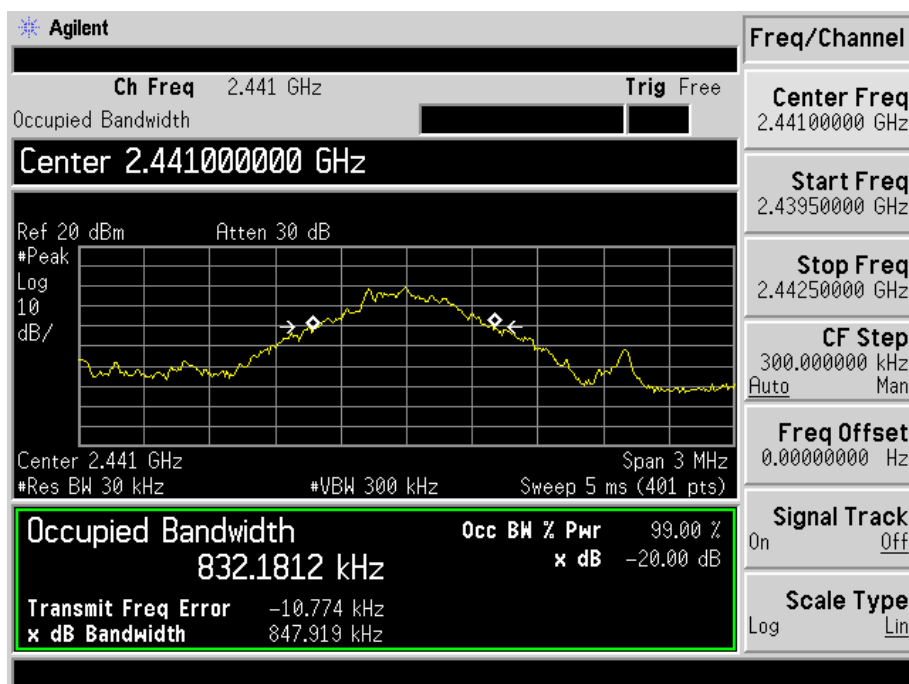 Agilent
Freq/Channel
Ch Freq 2.441 GHz Trig Free
Occupied Bandwidth
Center 2.441000000 GHz
Ref 20 dBm Atten 30 dB
#Peak
Log
10
dB/
Center 2.441 GHz Span 3 MHz
#Res BW 30 kHz #VBW 300 kHz Sweep 5 ms (401 pts)
Occupied Bandwidth Occ BW % Pwr 99.00 %
832.1812 kHz x dB -20.00 dB
Transmit Freq Error -10.774 kHz
x dB Bandwidth 847.919 kHz
Center Freq
2.44100000 GHz
Start Freq
2.43950000 GHz
Stop Freq
2.44250000 GHz
CF Step
300.000000 kHz
Auto Man
Freq Offset
0.00000000 Hz
Signal Track
On Off
Scale Type
Log Lin